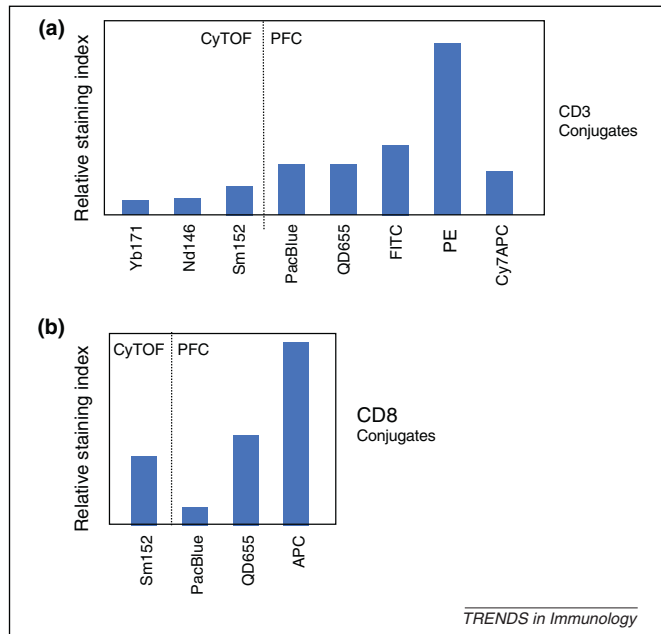 (a)
CyTOF PFC
Relative staining index
CD3
Conjugates
Yb171
Nd146
Sm152
PacBlue
QD655
FITC
PE
Cy7APC
(b)
CyTOF PFC
Relative staining index
CD8
Conjugates
Sm152
PacBlue
QD655
APC
TRENDS in Immunology